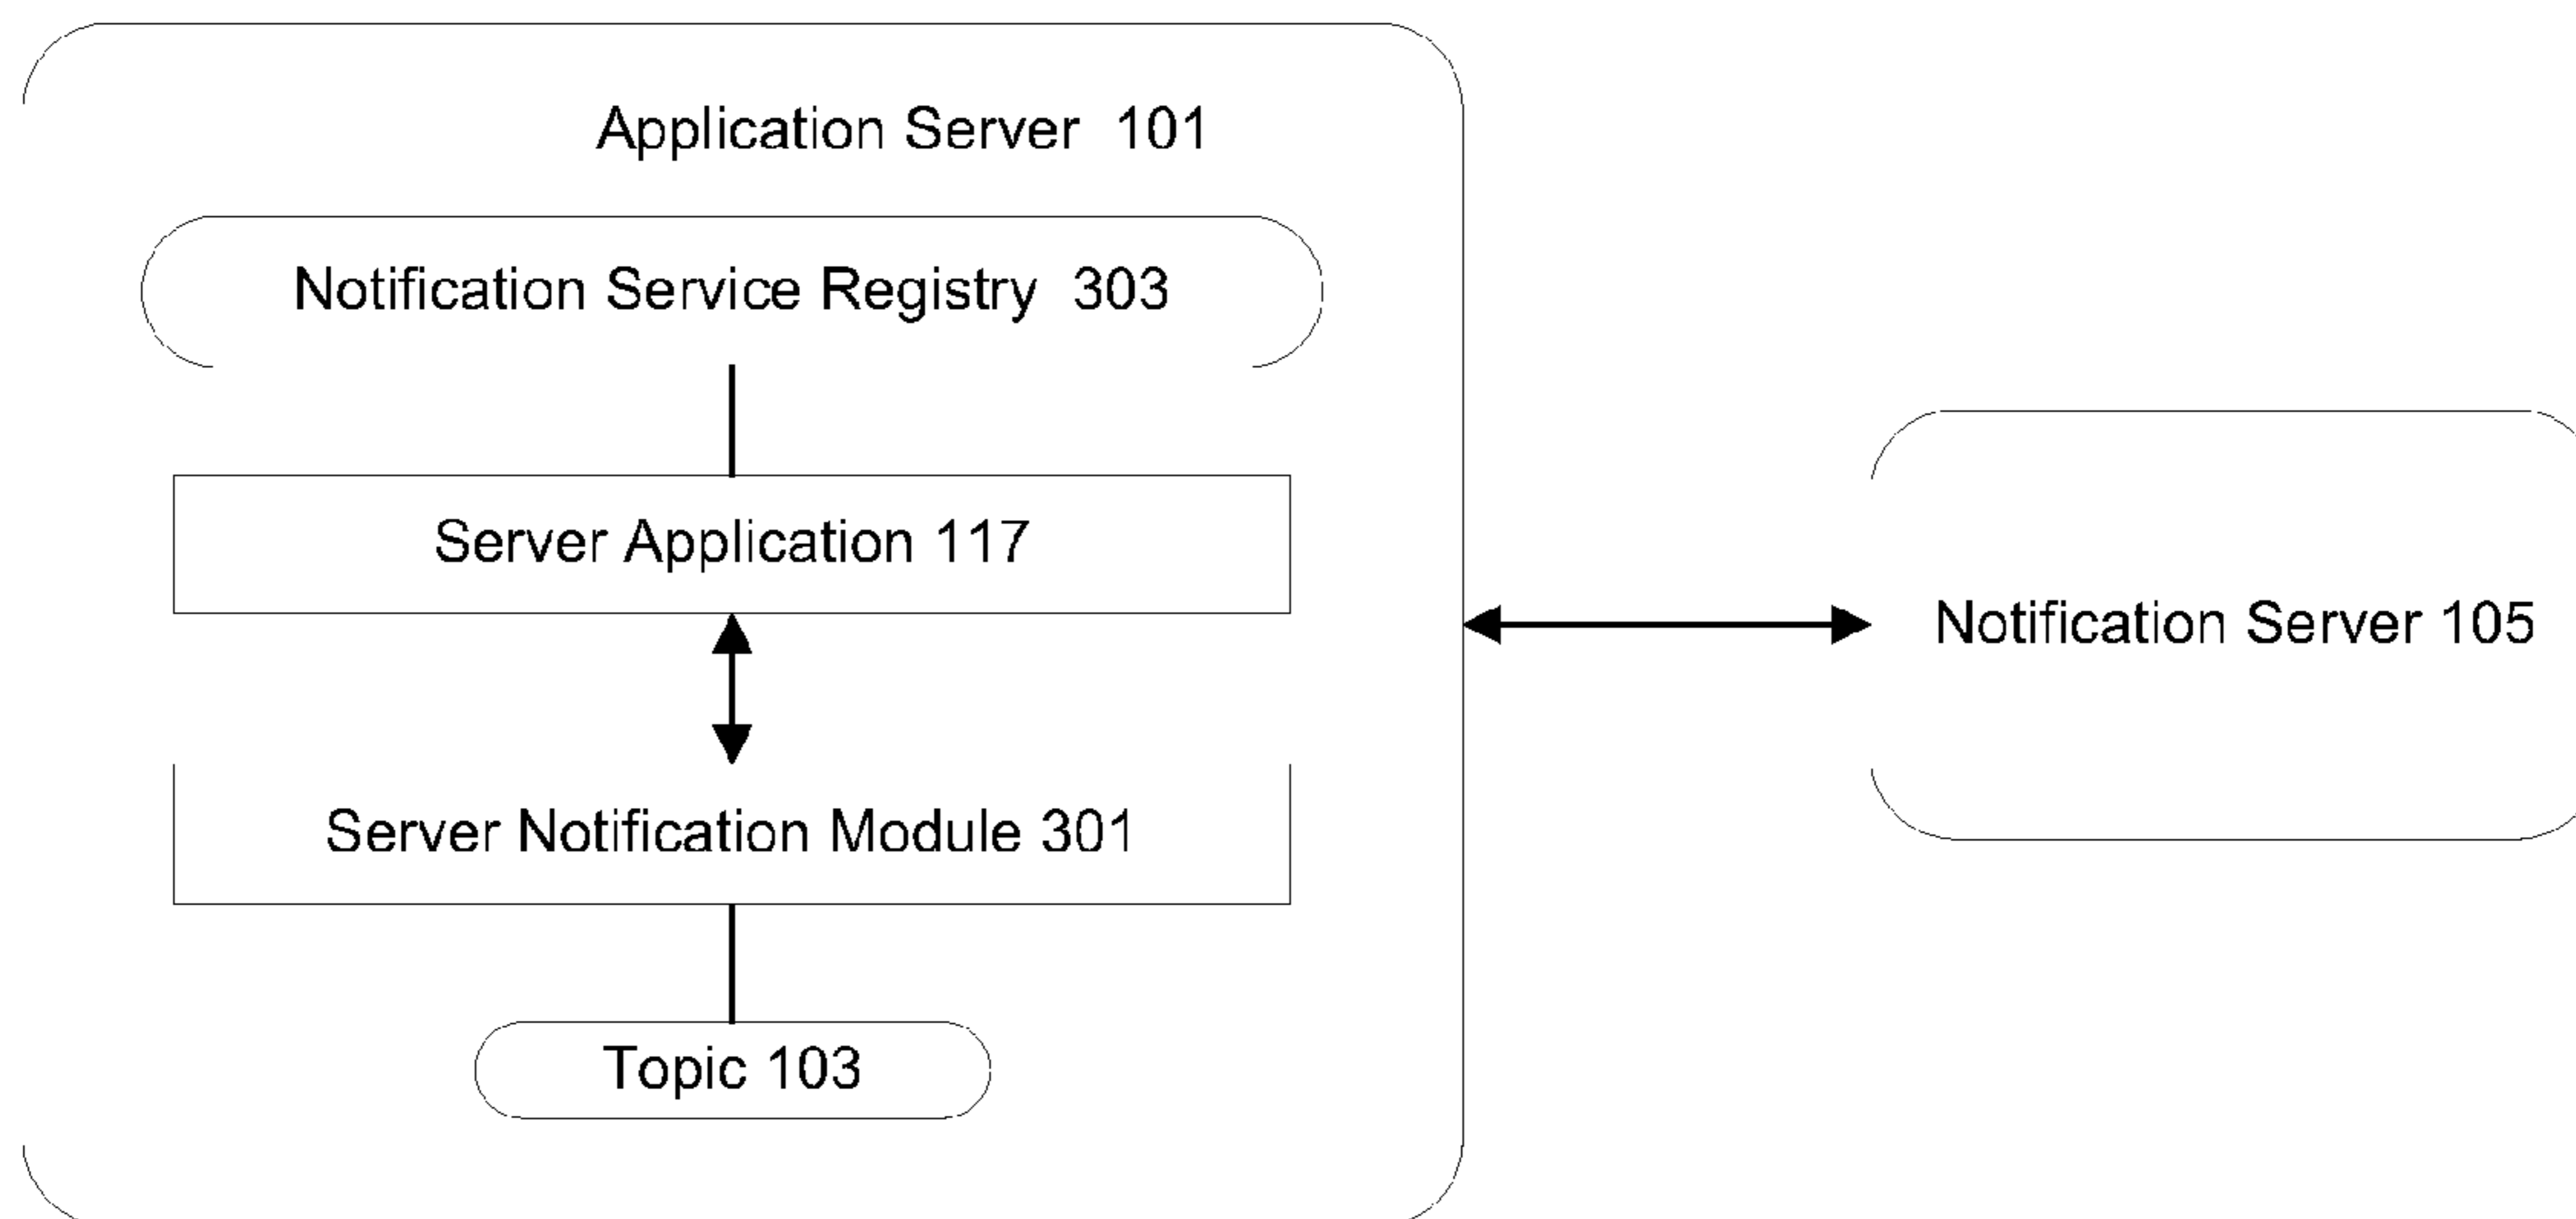 Application Server 101
Notification Service Registry 303
Server Application 117
Notification Server 105
Server Notification Module 301
Topic 103